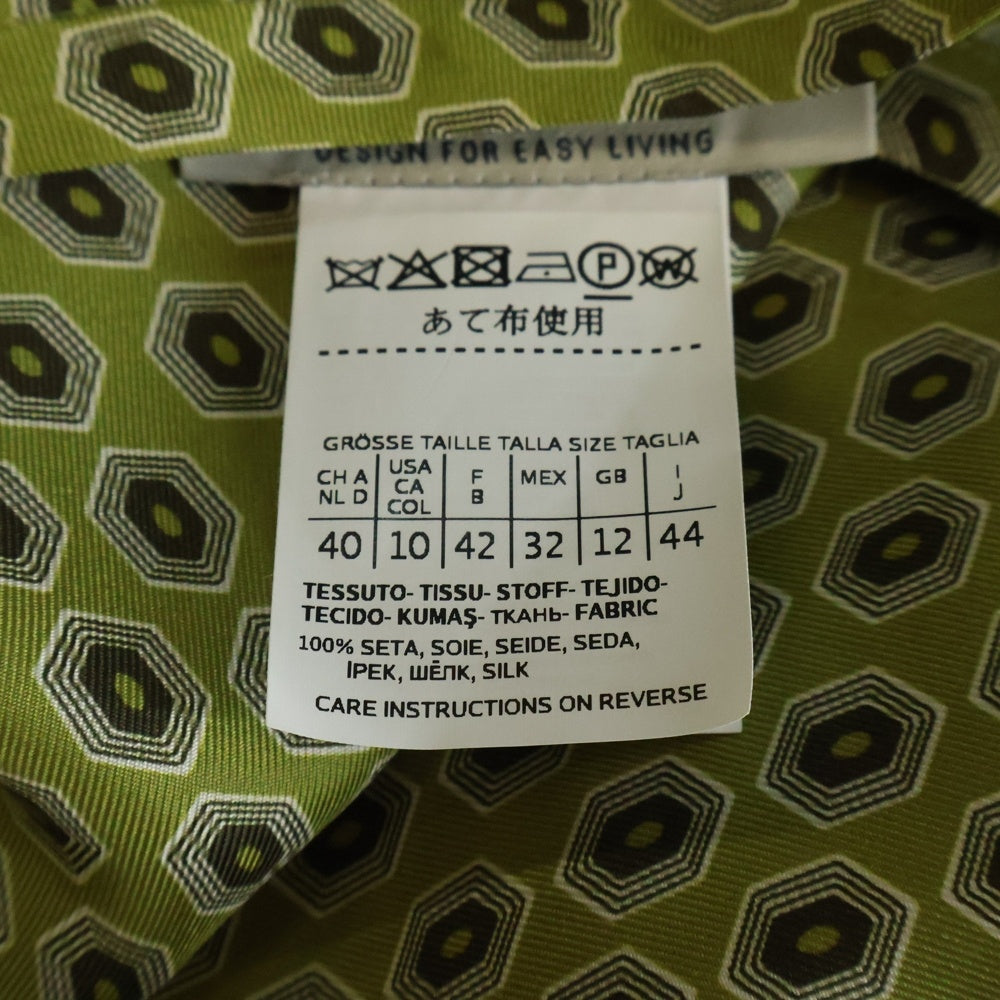 DESIGN FOR EASY LIVING
P W
あて布使用
GRÖSSE TAILLE TALLA SIZE TAGLIA
CH A NL D USA CA COL F B MEX GB I J
40 10 42 32 12 44
TESSUTO- TISSU- STOFF- TEJIDO-
TECIDO- KUMAŞ- ТКАНЬ- FABRIC
100% SETA, SOIE, SEIDE, SEDA,
İPEK, ШЁЛК, SILK
CARE INSTRUCTIONS ON REVERSE